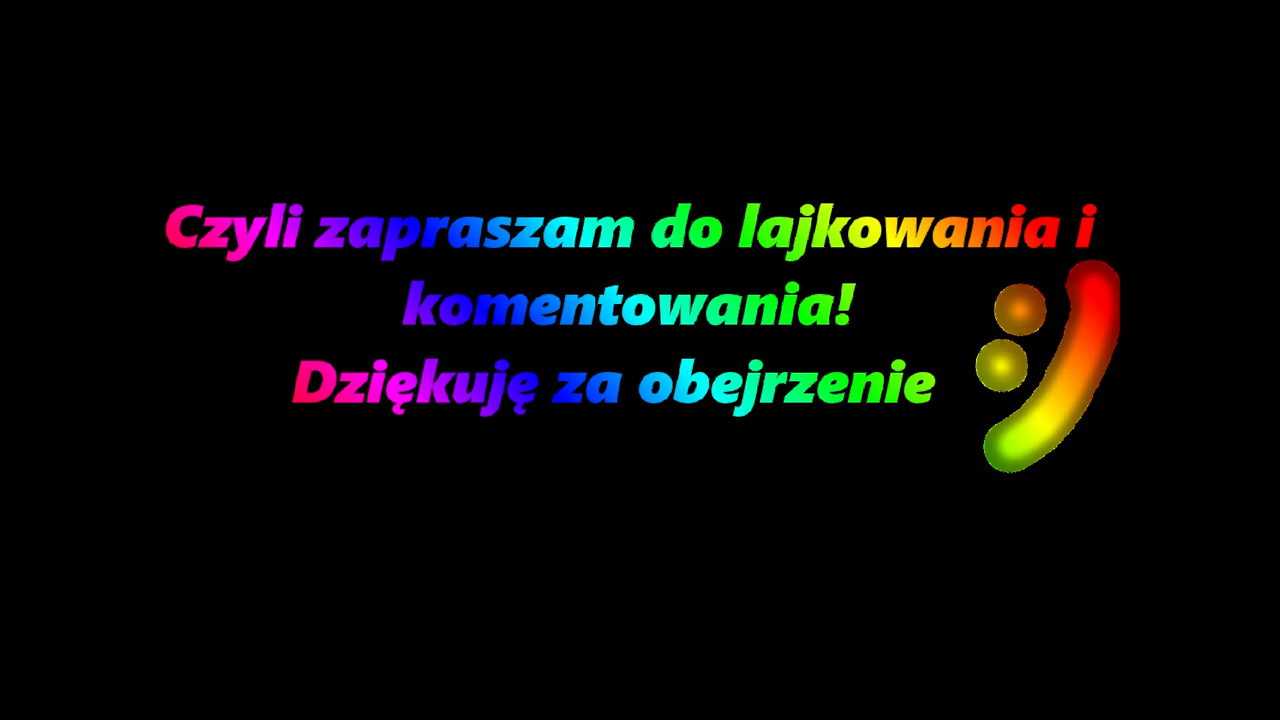 Czyli zapraszam do lajkowania i
komentowania!
Dziękuję za obejrzenie